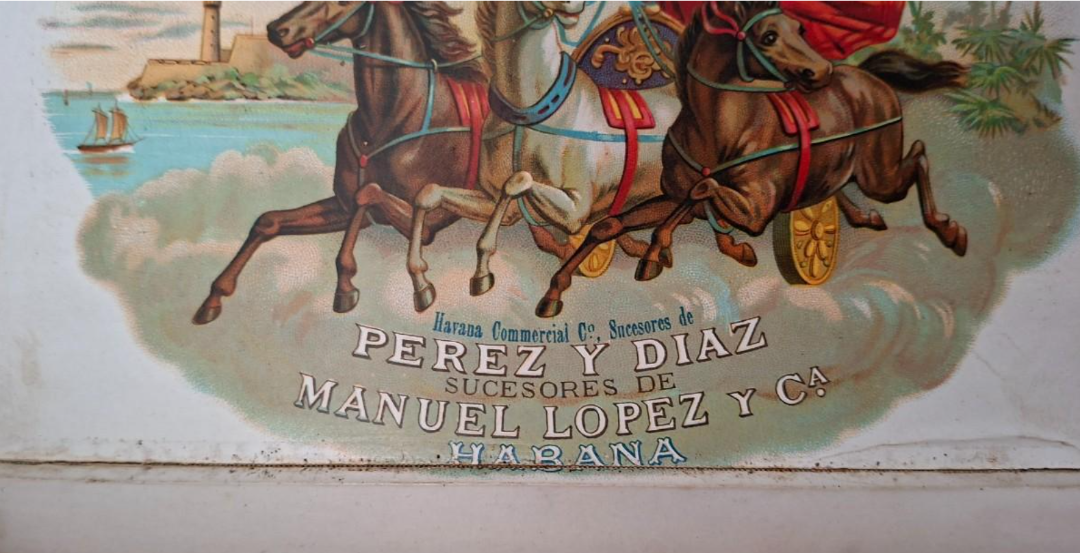 Havana Commercial Cº, Sucesores de
PEREZ Y DIAZ
SUCESORES DE
MANUEL LOPEZ Y Cª
HABANA